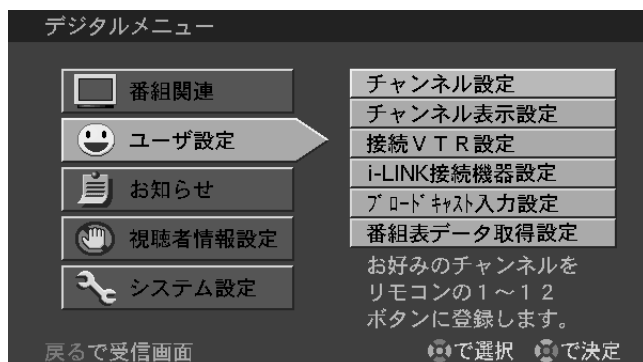 デジタルメニュー
番組関連
ユーザ設定
お知らせ
視聴者情報設定
システム設定
チャンネル設定
チャンネル表示設定
接続VTR設定
i-LINK接続機器設定
ブロードキャスト入力設定
番組表データ取得設定
お好みのチャンネルを
リモコンの1～12
ボタンに登録します。
戻るで受信画面
で選択 で決定